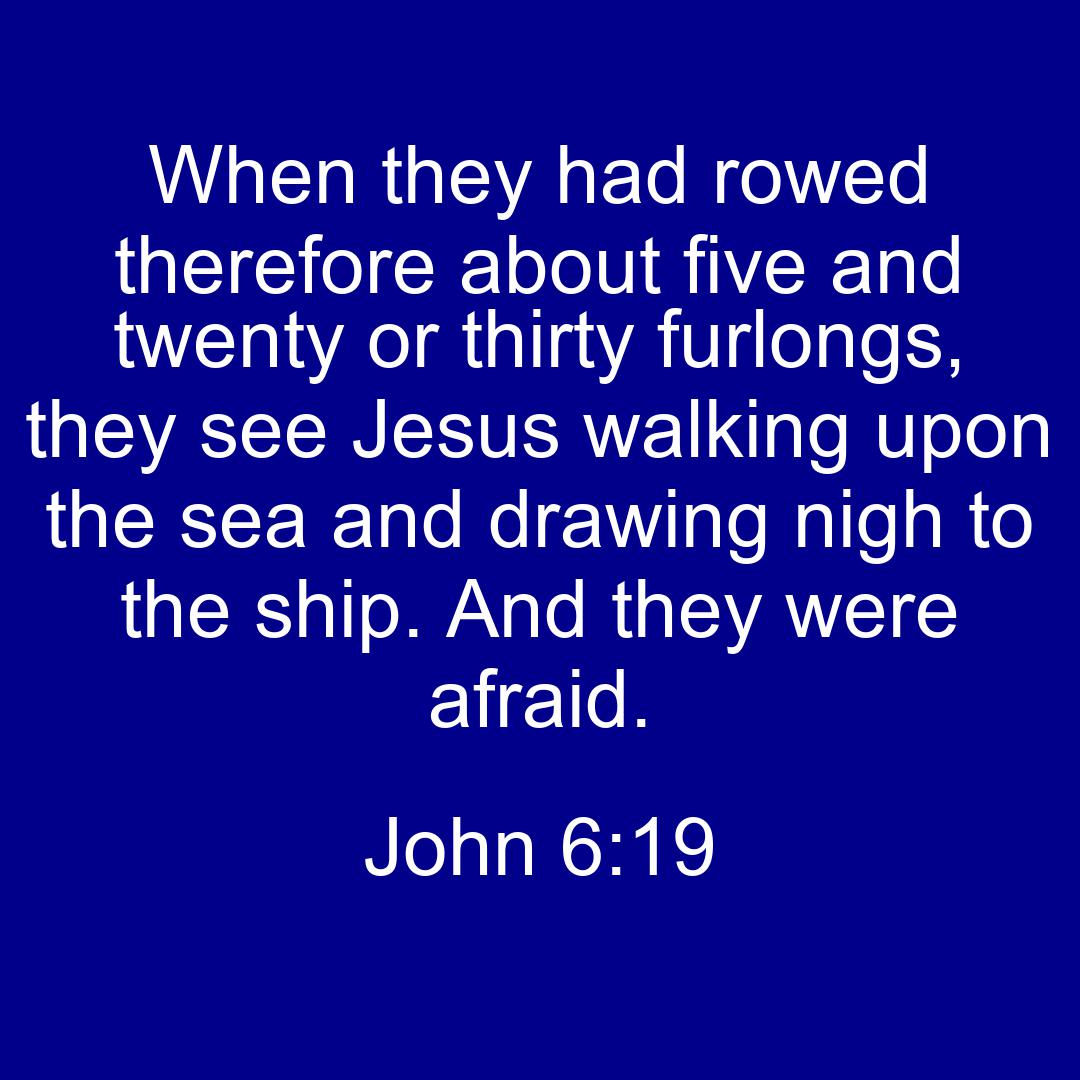 When they had rowed
therefore about five and
twenty or thirty furlongs,
they see Jesus walking upon
the sea and drawing nigh to
the ship. And they were
afraid.
John 6:19